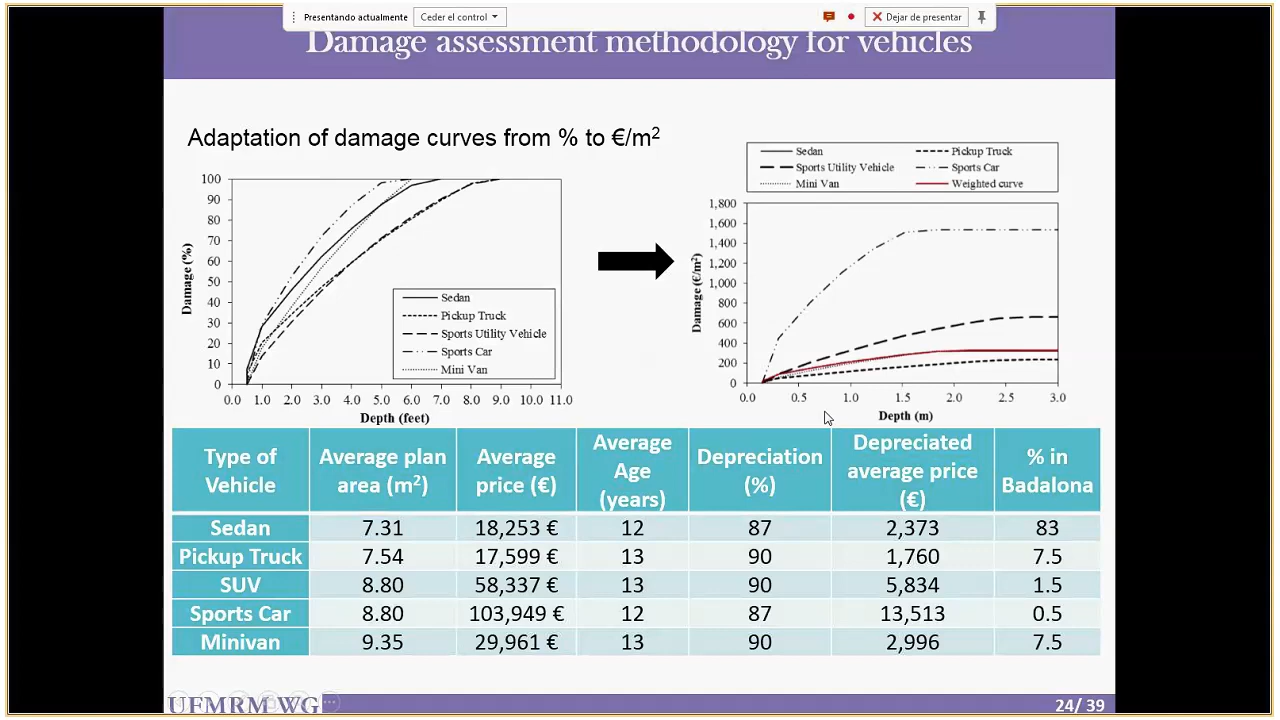 Presentando actualmente
Ceder el control
Dejar de presentar
Damage assessment methodology for vehicles
Adaptation of damage curves from % to €/m²
100
90
80
70
60
50
40
30
20
10
0
Damage (%)
Sedan
Pickup Truck
Sports Utility Vehicle
Sports Car
Mini Van
0.0 1.0 2.0 3.0 4.0 5.0 6.0 7.0 8.0 9.0 10.0 11.0
Depth (feet)
Sedan Pickup Truck
Sports Utility Vehicle Sports Car
Mini Van Weighted curve
1,800
1,600
1,400
1,200
1,000
800
600
400
200
0
Damage (€/m²)
0.0 0.5 1.0 1.5 2.0 2.5 3.0
Depth (m)
Type of Vehicle Average plan area (m²) Average price (€) Average Age (years) Depreciation (%) Depreciated average price (€) % in Badalona
Sedan 7.31 18,253 € 12 87 2,373 83
Pickup Truck 7.54 17,599 € 13 90 1,760 7.5
SUV 8.80 58,337 € 13 90 5,834 1.5
Sports Car 8.80 103,949 € 12 87 13,513 0.5
Minivan 9.35 29,961 € 13 90 2,996 7.5
UFMRM WG
24/ 39